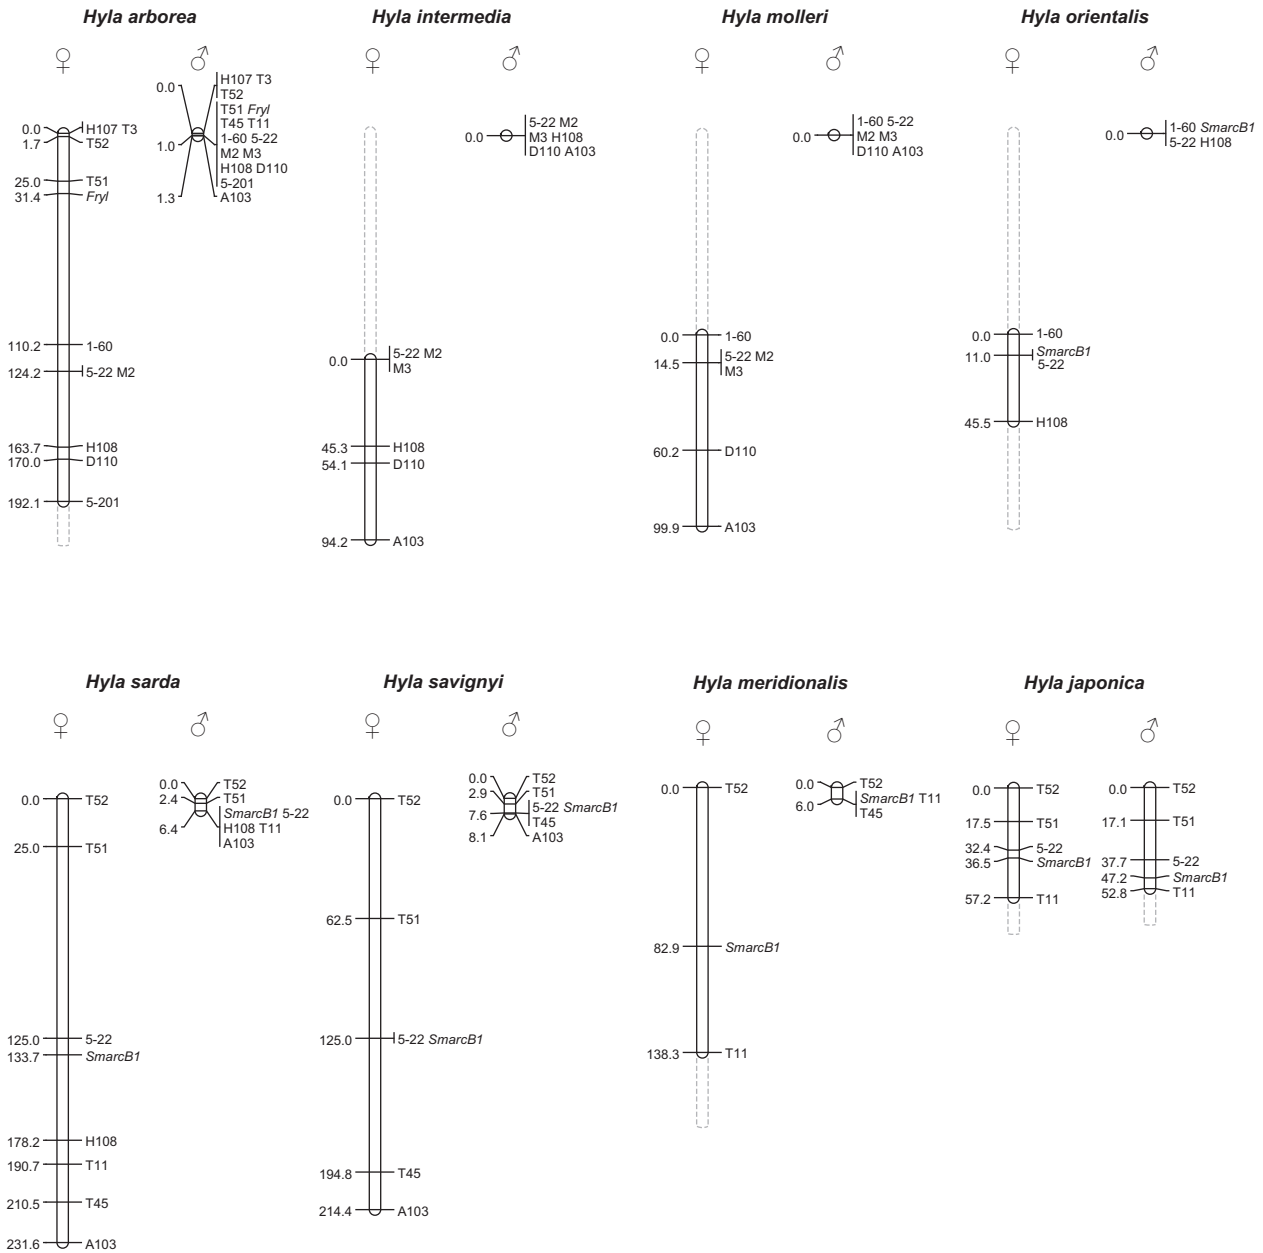 Hyla arborea
♀
♂
0.0
1.7
25.0
31.4
110.2
124.2
163.7
170.0
192.1
H107 T3
T52
T51
Fryl
1-60
5-22 M2
H108
D110
5-201
0.0
1.0
1.3
H107 T3
T52
T51 Fryl
T45 T11
1-60 5-22
M2 M3
H108 D110
5-201
A103
Hyla intermedia
♀
♂
0.0
45.3
54.1
94.2
5-22 M2
M3
H108
D110
A103
0.0
5-22 M2
M3 H108
D110 A103
Hyla molleri
♀
♂
0.0
14.5
60.2
99.9
1-60
5-22 M2
M3
D110
A103
0.0
1-60 5-22
M2 M3
D110 A103
Hyla orientalis
♀
♂
0.0
11.0
45.5
1-60
SmarcB1
5-22
H108
0.0
1-60 SmarcB1
5-22 H108
Hyla sarda
♀
♂
0.0
25.0
125.0
133.7
178.2
190.7
210.5
231.6
T52
T51
5-22
SmarcB1
H108
T11
T45
A103
0.0
2.4
6.4
T52
T51
SmarcB1 5-22
H108 T11
A103
Hyla savignyi
♀
♂
0.0
62.5
125.0
194.8
214.4
T52
T51
5-22 SmarcB1
T45
A103
0.0
2.9
7.6
8.1
T52
T51
5-22 SmarcB1
T45
A103
Hyla meridionalis
♀
♂
0.0
82.9
138.3
T52
SmarcB1
T11
0.0
6.0
T52
SmarcB1 T11
T45
Hyla japonica
♀
♂
0.0
17.5
32.4
36.5
57.2
T52
T51
5-22
SmarcB1
T11
0.0
17.1
37.7
47.2
52.8
T52
T51
5-22
SmarcB1
T11